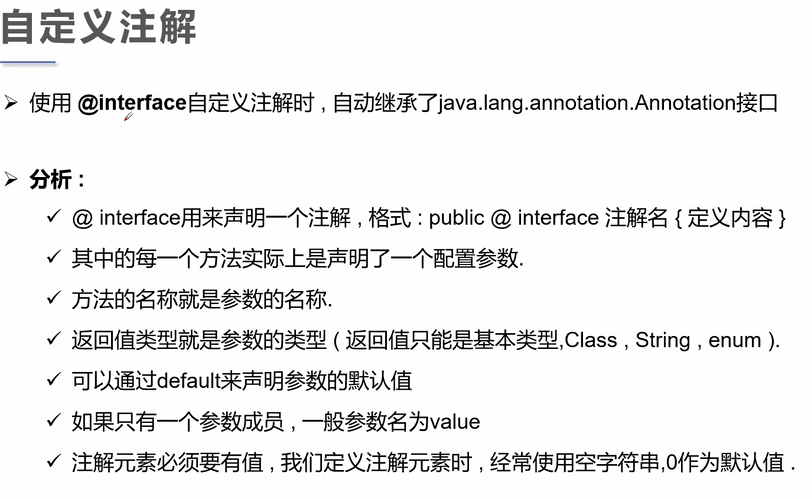 自定义注解
使用 @interface自定义注解时 , 自动继承了java.lang.annotation.Annotation接口
分析 :
@ interface用来声明一个注解 , 格式 : public @ interface 注解名 { 定义内容 }
其中的每一个方法实际上是声明了一个配置参数.
方法的名称就是参数的名称.
返回值类型就是参数的类型 ( 返回值只能是基本类型,Class , String , enum ).
可以通过default来声明参数的默认值
如果只有一个参数成员 , 一般参数名为value
注解元素必须要有值 , 我们定义注解元素时 , 经常使用空字符串,0作为默认值 .